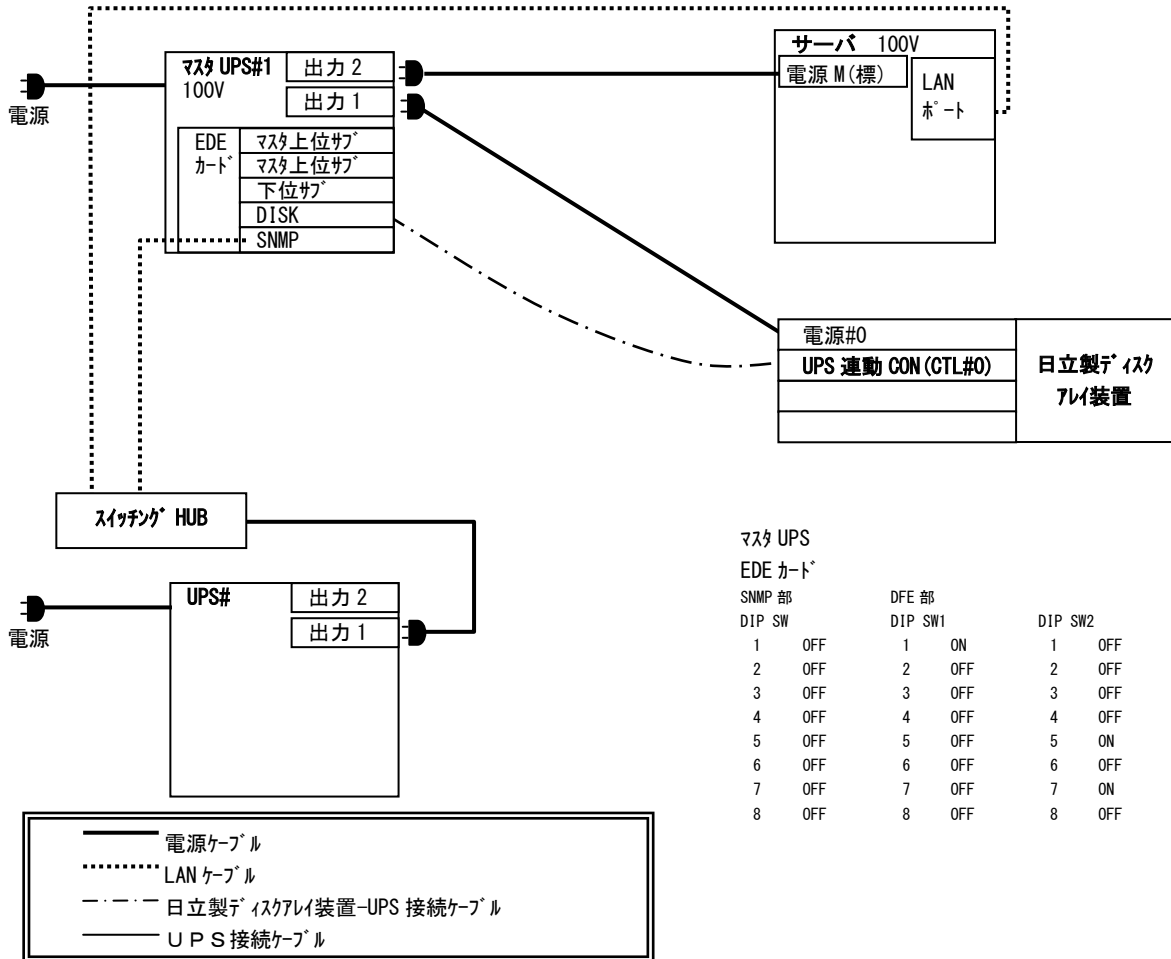 サーバ 100V
電源 M(標)
LAN
ﾎﾟｰﾄ
ﾏｽﾀ UPS#1
100V
出力 2
出力 1
電源
EDE
ｶｰﾄﾞ
ﾏｽﾀ上位ｻﾌﾞ
ﾏｽﾀ上位ｻﾌﾞ
下位ｻﾌﾞ
DISK
SNMP
電源#0
UPS 連動 CON(CTL#0)
日立製ﾃﾞｨｽｸ
ｱﾚｲ装置
ｽｲｯﾁﾝｸﾞ HUB
UPS#
出力 2
出力 1
電源
ﾏｽﾀ UPS
EDE ｶｰﾄﾞ
SNMP 部 DFE 部
DIP SW DIP SW1 DIP SW2
1 OFF 1 ON 1 OFF
2 OFF 2 OFF 2 OFF
3 OFF 3 OFF 3 OFF
4 OFF 4 OFF 4 OFF
5 OFF 5 OFF 5 ON
6 OFF 6 OFF 6 OFF
7 OFF 7 OFF 7 ON
8 OFF 8 OFF 8 OFF
電源ｹｰﾌﾞﾙ
LAN ｹｰﾌﾞﾙ
日立製ﾃﾞｨｽｸｱﾚｲ装置-UPS 接続ｹｰﾌﾞﾙ
ＵＰＳ接続ｹｰﾌﾞﾙ